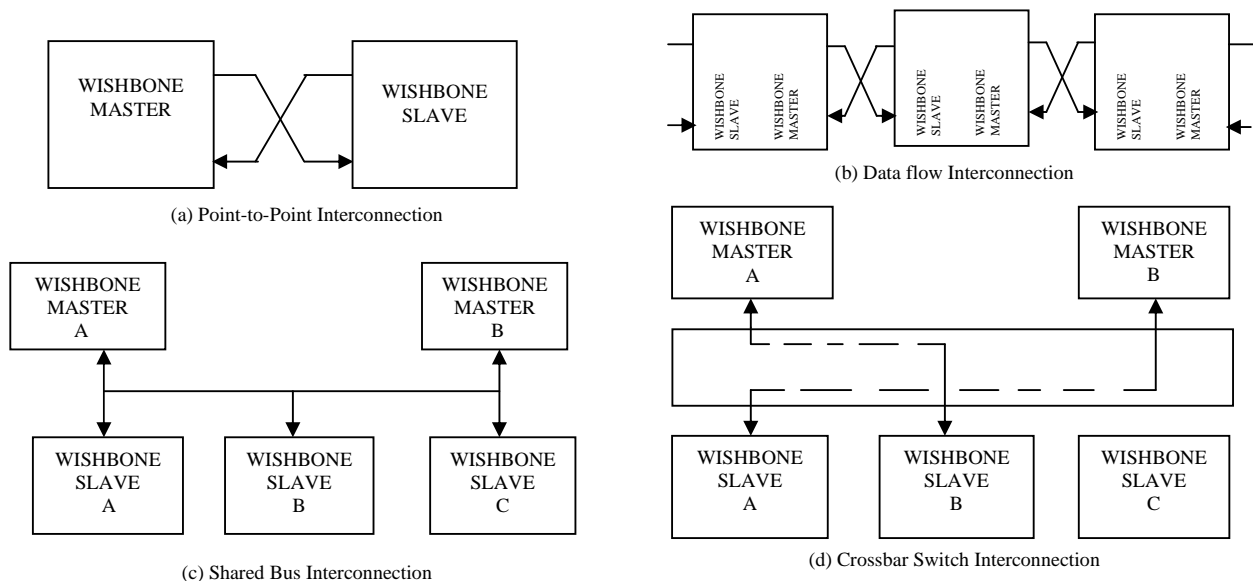 WISHBONE
MASTER
WISHBONE
SLAVE
(a) Point-to-Point Interconnection
WISHBONE
SLAVE
WISHBONE
MASTER
WISHBONE
SLAVE
WISHBONE
MASTER
WISHBONE
SLAVE
WISHBONE
MASTER
(b) Data flow Interconnection
WISHBONE
MASTER
A
WISHBONE
MASTER
B
WISHBONE
SLAVE
A
WISHBONE
SLAVE
B
WISHBONE
SLAVE
C
(c) Shared Bus Interconnection
WISHBONE
MASTER
A
WISHBONE
MASTER
B
WISHBONE
SLAVE
A
WISHBONE
SLAVE
B
WISHBONE
SLAVE
C
(d) Crossbar Switch Interconnection